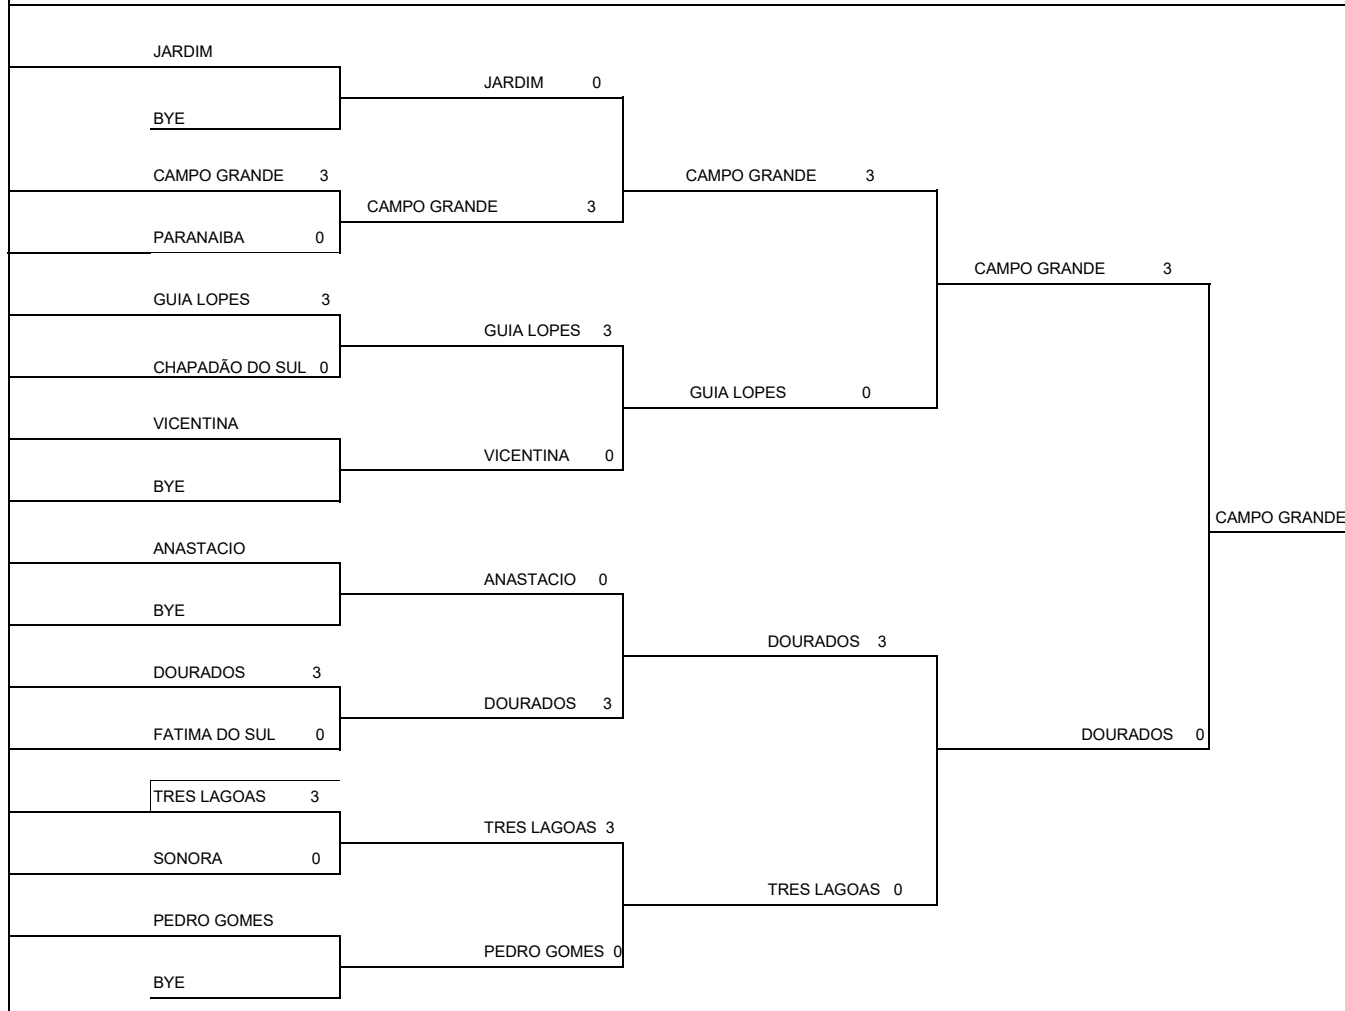 JARDIM
JARDIM 0
BYE
CAMPO GRANDE 3
CAMPO GRANDE 3
CAMPO GRANDE 3
PARANAIBA 0
CAMPO GRANDE 3
GUIA LOPES 3
GUIA LOPES 3
CHAPADÃO DO SUL 0
GUIA LOPES 0
VICENTINA
VICENTINA 0
BYE
CAMPO GRANDE
ANASTACIO
ANASTACIO 0
BYE
DOURADOS 3
DOURADOS 3
DOURADOS 3
FATIMA DO SUL 0
DOURADOS 0
TRES LAGOAS 3
TRES LAGOAS 3
SONORA 0
TRES LAGOAS 0
PEDRO GOMES
PEDRO GOMES 0
BYE